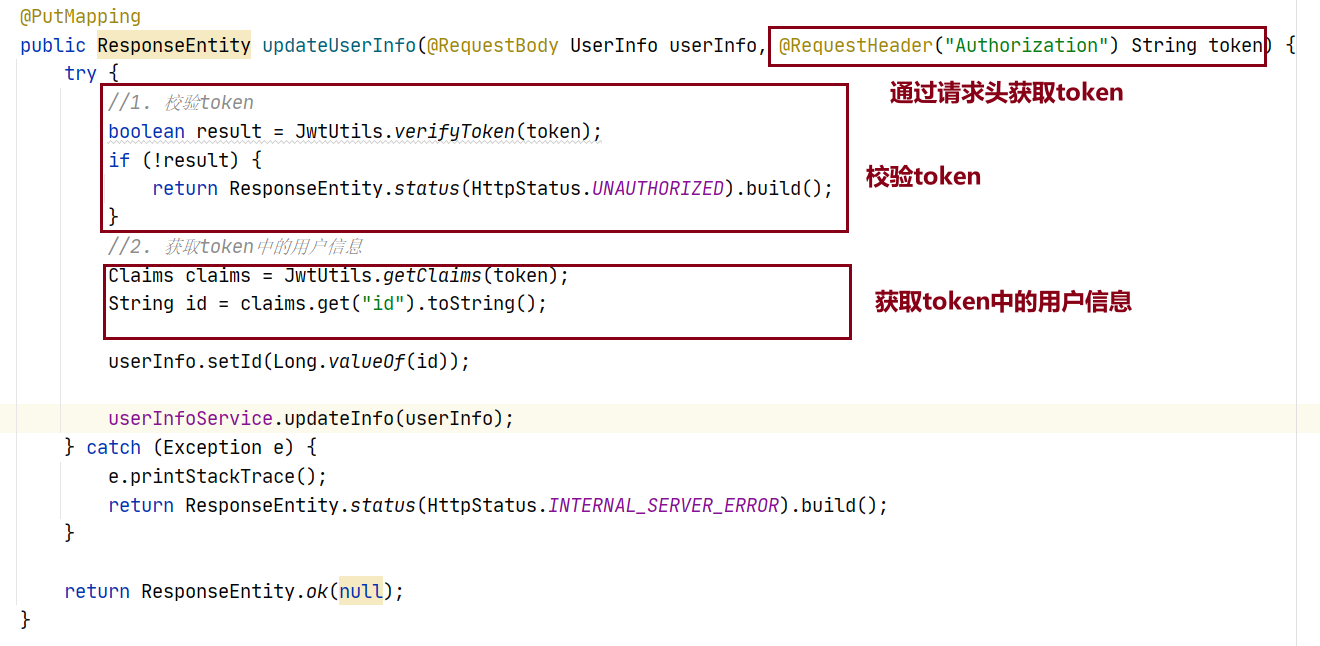 @PutMapping
public ResponseEntity updateUserInfo(@RequestBody UserInfo userInfo, @RequestHeader("Authorization") String token) {
try {
通过请求头获取token
//1. 校验token
boolean result = JwtUtils.verifyToken(token);
if (!result) {
校验token
return ResponseEntity.status(HttpStatus.UNAUTHORIZED).build();
}
//2. 获取token中的用户信息
Claims claims = JwtUtils.getClaims(token);
String id = claims.get("id").toString();
获取token中的用户信息
userInfo.setId(Long.valueOf(id));
userInfoService.updateInfo(userInfo);
} catch (Exception e) {
e.printStackTrace();
return ResponseEntity.status(HttpStatus.INTERNAL_SERVER_ERROR).build();
}
return ResponseEntity.ok(null);
}